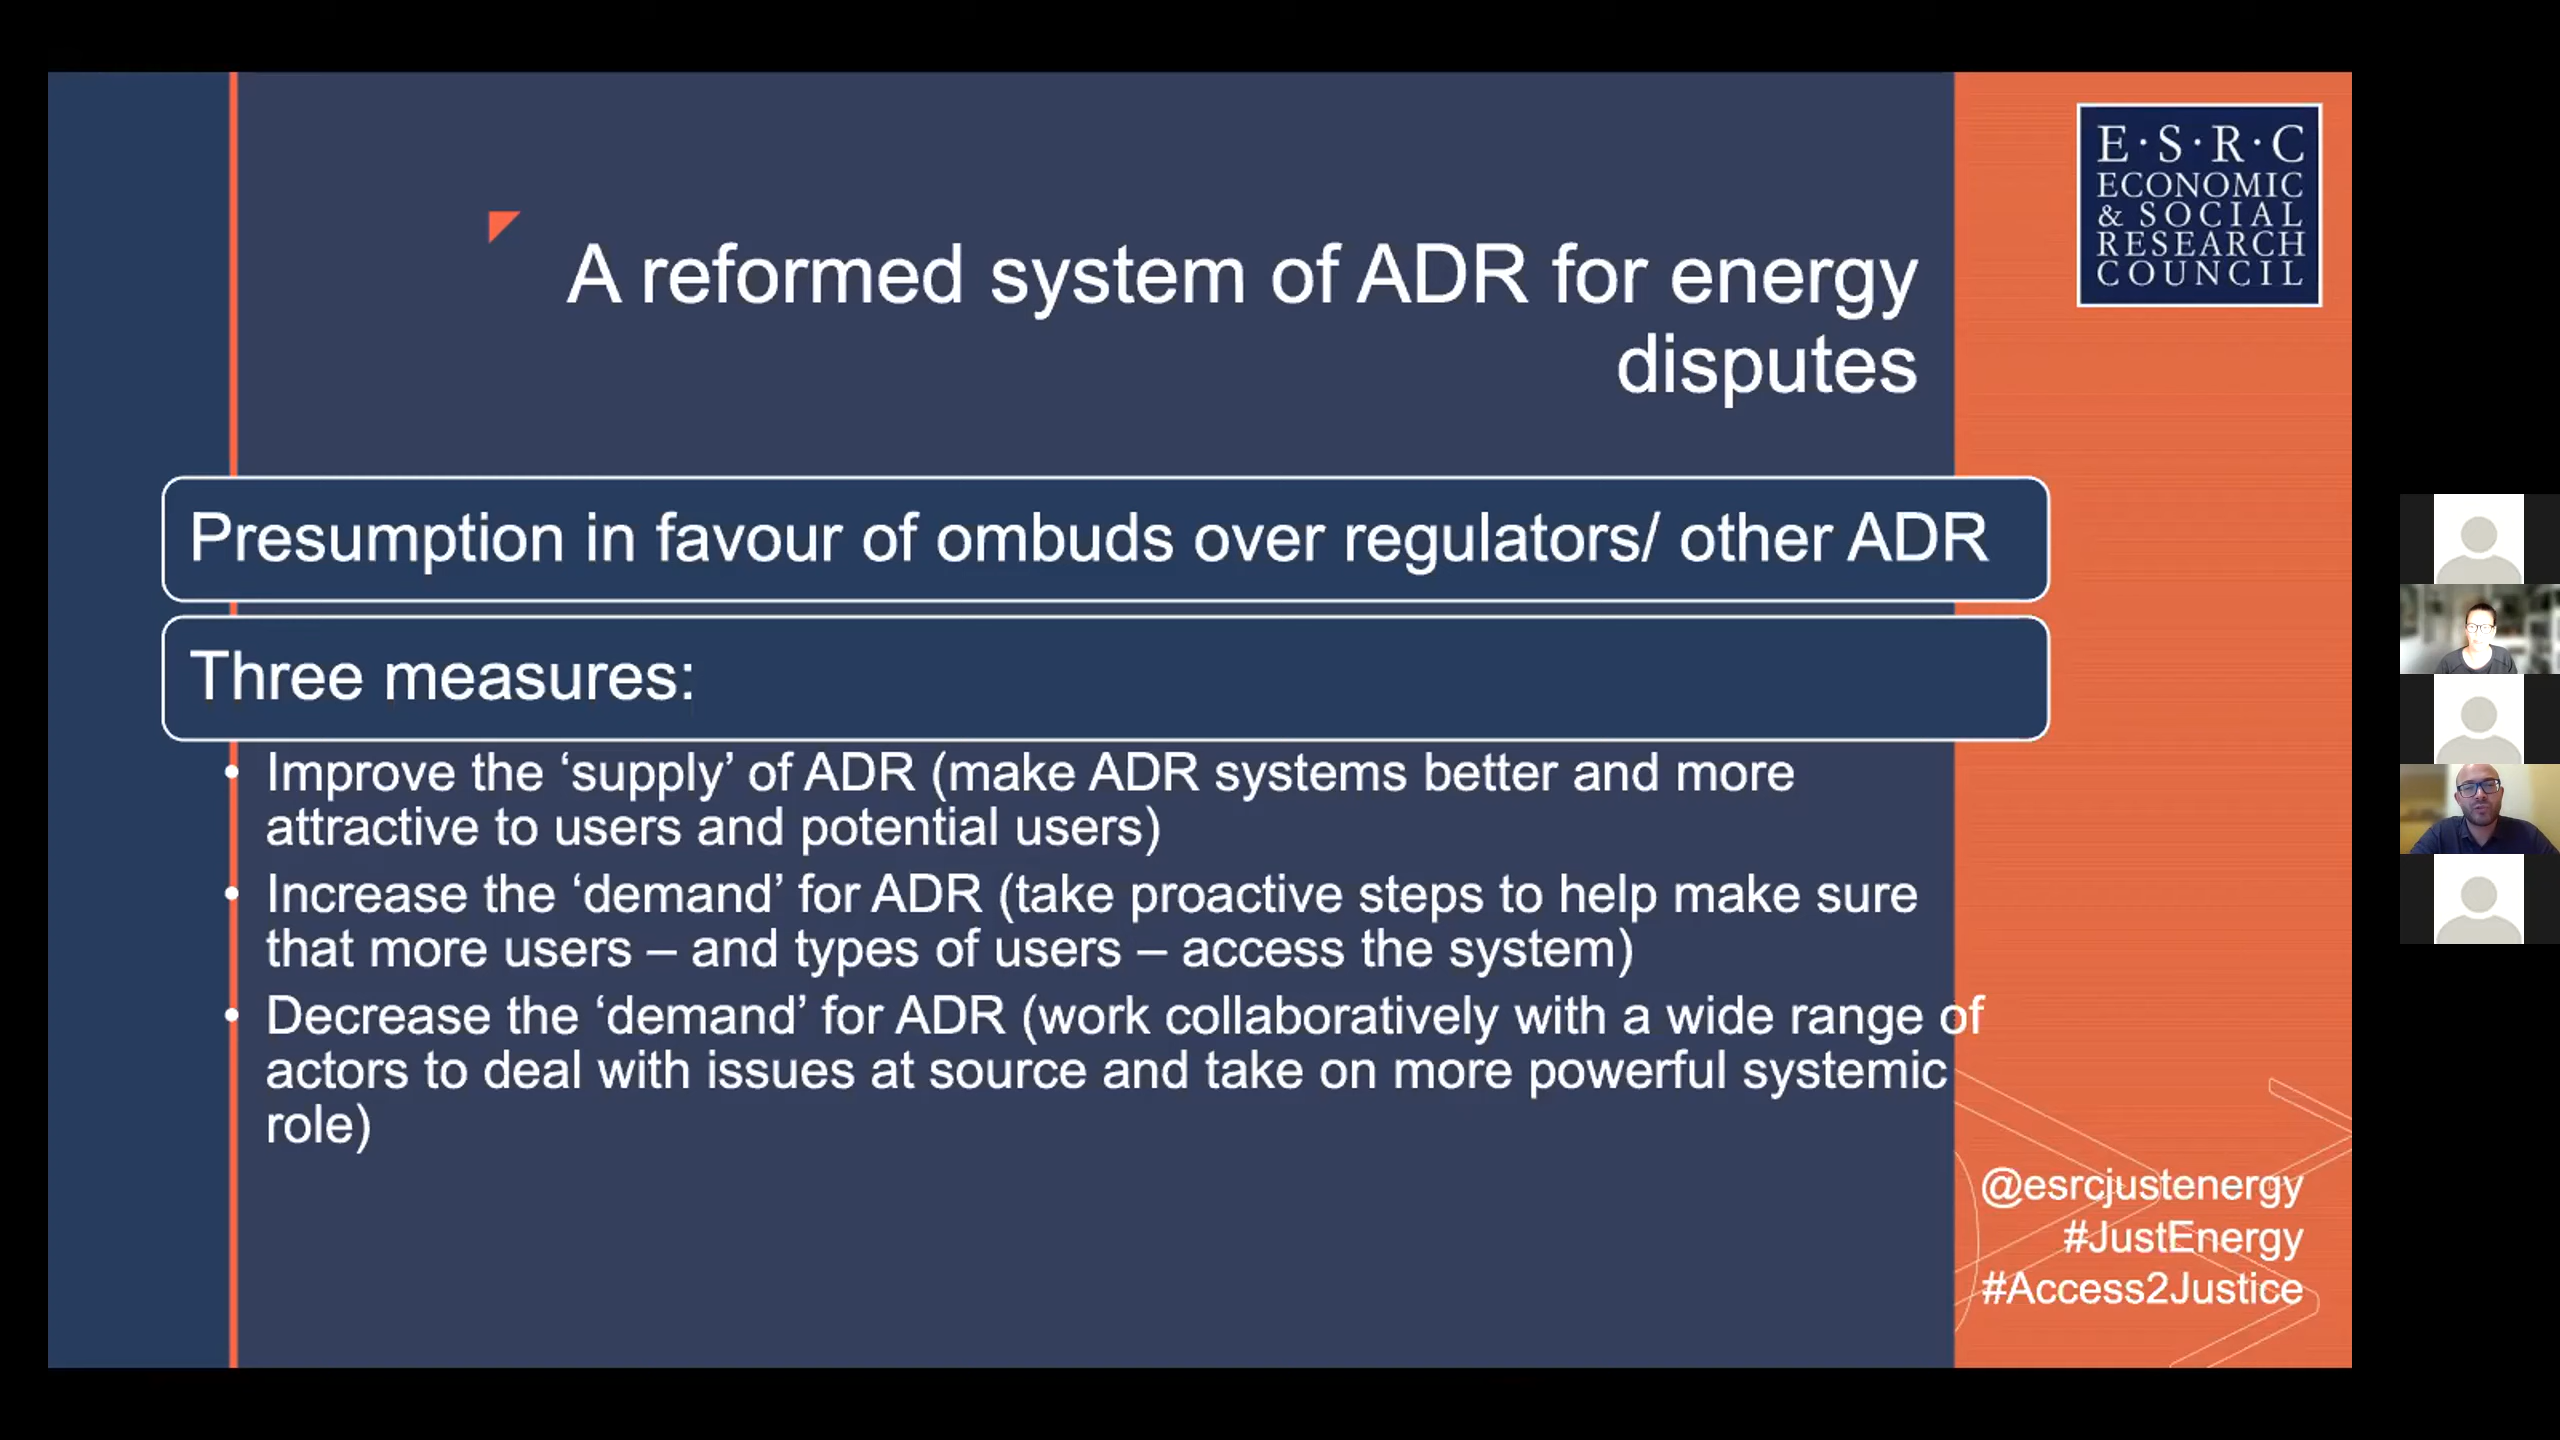 E·S·R·C
ECONOMIC
& SOCIAL
RESEARCH
COUNCIL
A reformed system of ADR for energy
disputes
Presumption in favour of ombuds over regulators/ other ADR
Three measures:
• Improve the ‘supply’ of ADR (make ADR systems better and more
attractive to users and potential users)
• Increase the ‘demand’ for ADR (take proactive steps to help make sure
that more users – and types of users – access the system)
• Decrease the ‘demand’ for ADR (work collaboratively with a wide range of
actors to deal with issues at source and take on more powerful systemic
role)
@esrcjustenergy
#JustEnergy
#Access2Justice